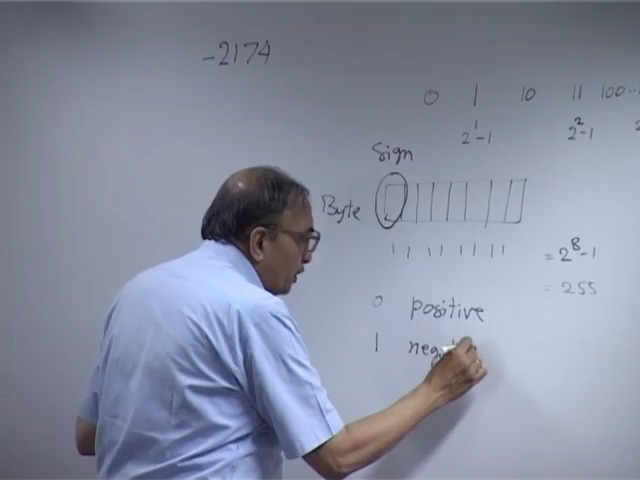 -2174
0 1 10 11 100..
2^1-1 2^2-1
Sign
Byte
1 1 1 1 1 1 1 1 = 2^8-1
= 255
0 positive
1